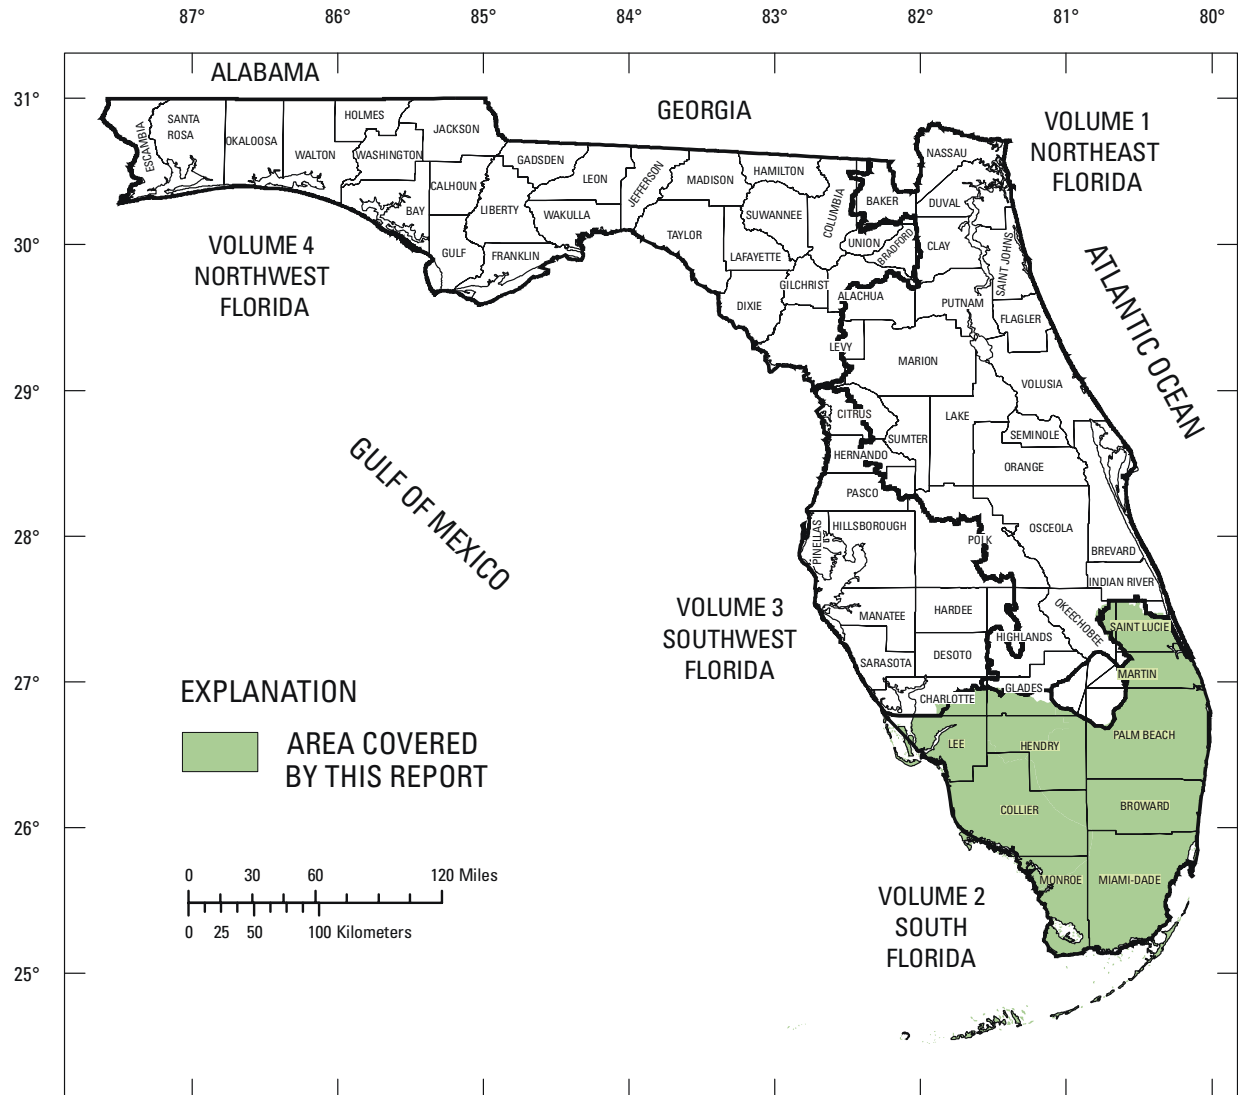 87° 86° 85° 84° 83° 82° 81° 80°
ALABAMA
31°
GEORGIA
VOLUME 1
NORTHEAST
FLORIDA
ESCAMBIA
SANTA
ROSA
OKALOOSA
WALTON
HOLMES
WASHINGTON
JACKSON
BAY
CALHOUN
GULF
LIBERTY
GADSDEN
FRANKLIN
WAKULLA
LEON
JEFFERSON
MADISON
TAYLOR
HAMILTON
SUWANNEE
LAFAYETTE
DIXIE
COLUMBIA
GILCHRIST
BAKER
UNION
BRADFORD
NASSAU
DUVAL
CLAY
SAINT JOHNS
ALACHUA
PUTNAM
FLAGLER
LEVY
MARION
VOLUSIA
30°
VOLUME 4
NORTHWEST
FLORIDA
ATLANTIC OCEAN
29°
CITRUS
LAKE
SUMTER
SEMINOLE
HERNANDO
ORANGE
PASCO
GULF OF MEXICO
28°
PINELLAS
HILLSBOROUGH
POLK
OSCEOLA
BREVARD
INDIAN RIVER
VOLUME 3
SOUTHWEST
FLORIDA
MANATEE
HARDEE
HIGHLANDS
OKEECHOBEE
SAINT LUCIE
SARASOTA
DESOTO
MARTIN
27°
CHARLOTTE
GLADES
EXPLANATION
AREA COVERED
BY THIS REPORT
LEE
HENDRY
PALM BEACH
COLLIER
BROWARD
26°
MONROE
MIAMI-DADE
0 30 60 120 Miles
0 25 50 100 Kilometers
VOLUME 2
SOUTH
FLORIDA
25°